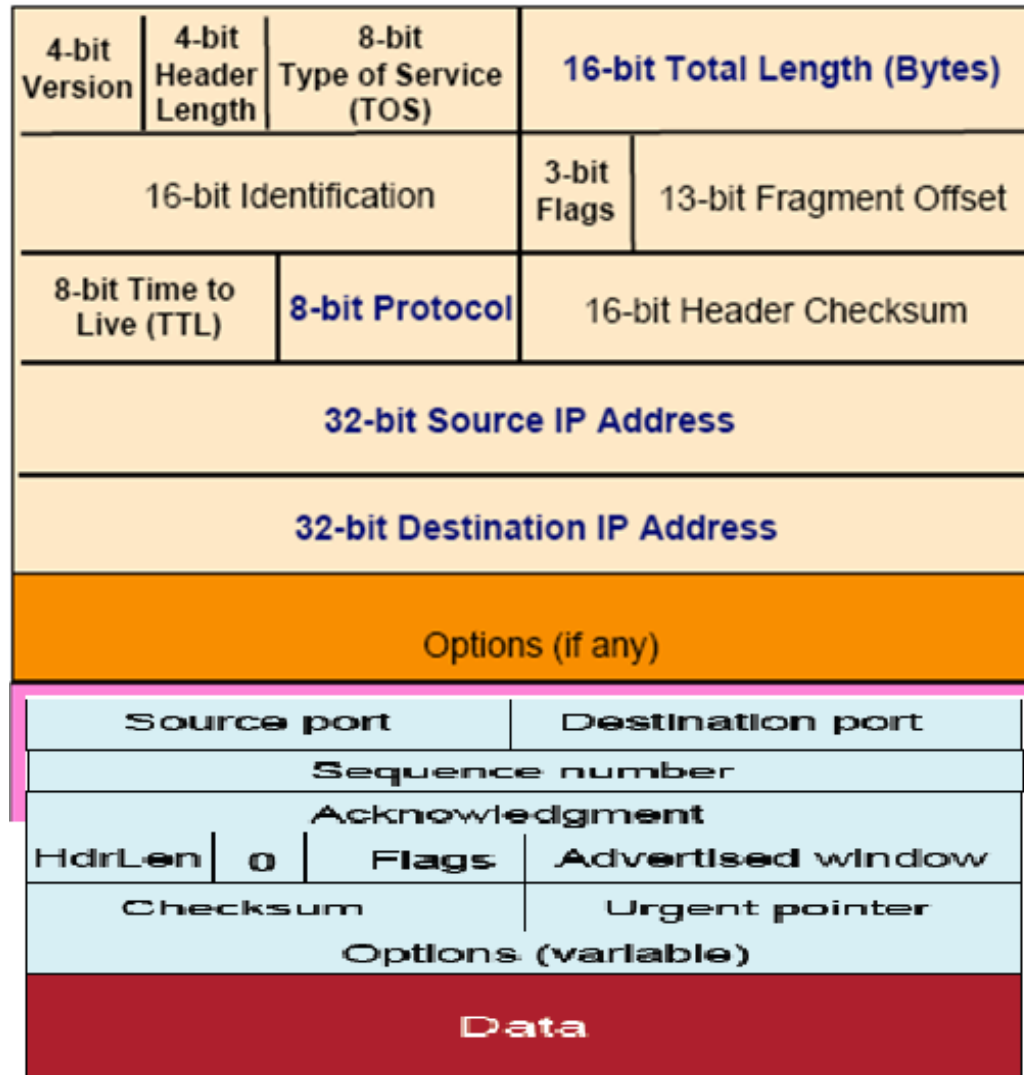 4-bit
Version
4-bit
Header
Length
8-bit
Type of Service
(TOS)
16-bit Total Length (Bytes)
16-bit Identification
3-bit
Flags
13-bit Fragment Offset
8-bit Time to
Live (TTL)
8-bit Protocol
16-bit Header Checksum
32-bit Source IP Address
32-bit Destination IP Address
Options (if any)
Source port
Destination port
Sequence number
Acknowledgment
HdrLen
0
Flags
Advertised window
Checksum
Urgent pointer
Options (variable)
Data